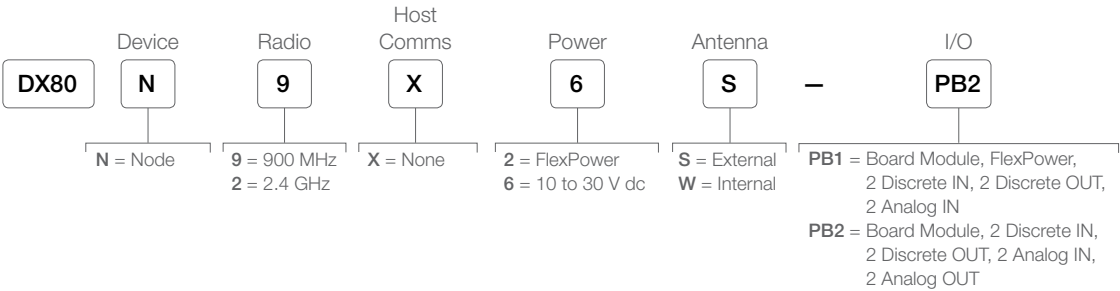 Host
Device Radio Comms Power Antenna I/O
DX80 N 9 X 6 S – PB2
N = Node 9 = 900 MHz X = None 2 = FlexPower S = External PB1 = Board Module, FlexPower,
2 = 2.4 GHz 6 = 10 to 30 V dc W = Internal 2 Discrete IN, 2 Discrete OUT,
2 Analog IN
PB2 = Board Module, 2 Discrete IN,
2 Discrete OUT, 2 Analog IN,
2 Analog OUT